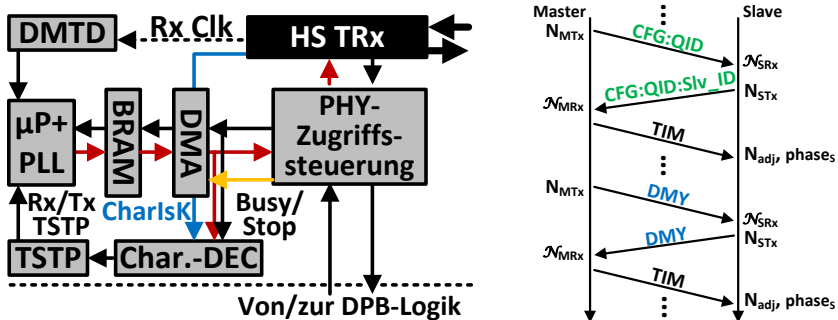 DMTD
Rx Clk
HS TRx
µP+
PLL
BRAM
DMA
PHY-
Zugriffs-
steuerung
Rx/Tx
TSTP
CharIsK
Busy/
Stop
TSTP
Char.-DEC
Von/zur DPB-Logik
Master
Slave
N_MTx
CFG:QID
𝒩_SRx
CFG:QID:Slv_ID
N_STx
𝒩_MRx
TIM
N_adj, phase_S
N_MTx
DMY
𝒩_SRx
DMY
N_STx
𝒩_MRx
TIM
N_adj, phase_S